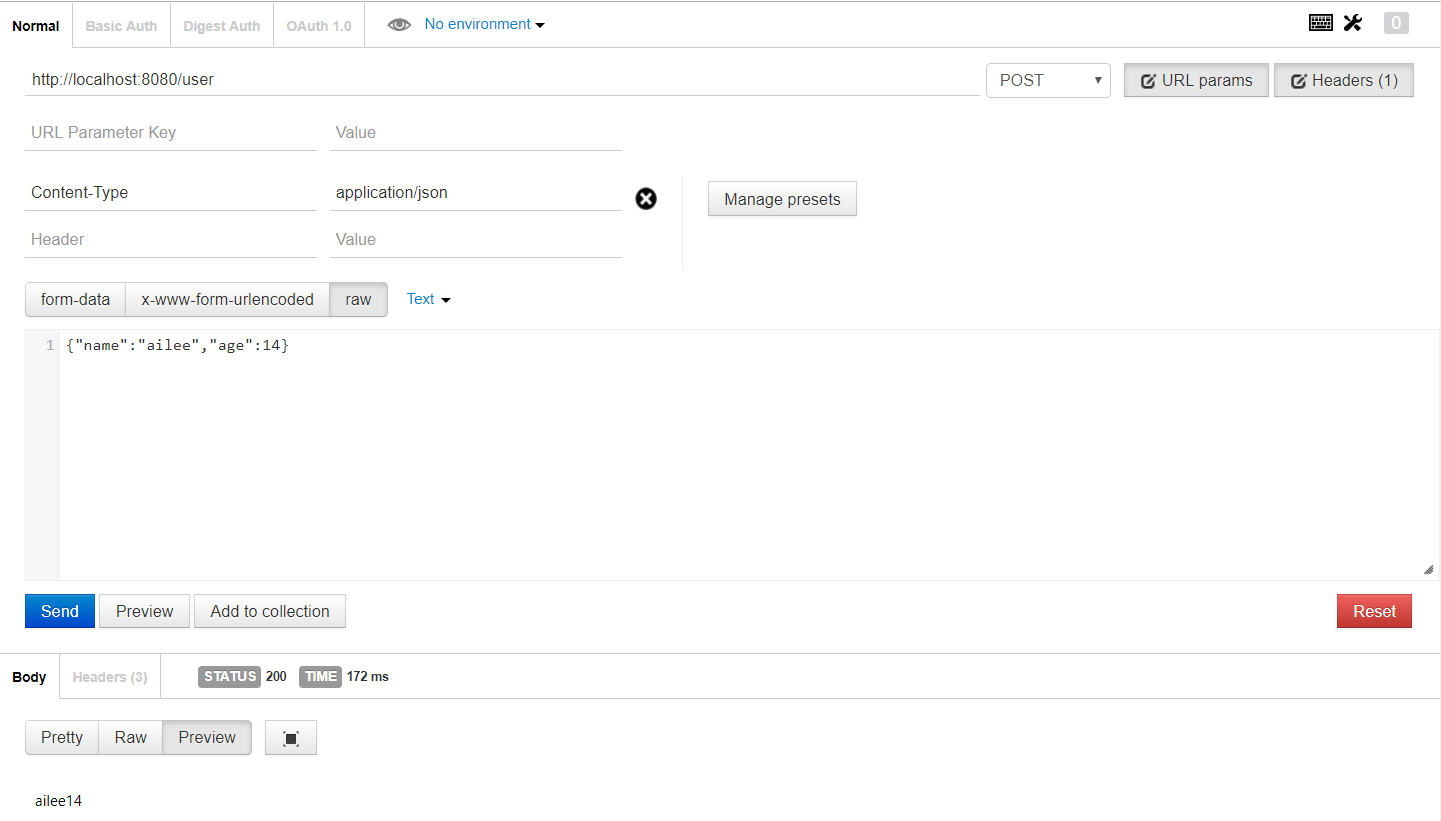 Normal Basic Auth Digest Auth OAuth 1.0 No environment 0
http://localhost:8080/user POST URL params Headers (1)
URL Parameter Key Value
Content-Type application/json Manage presets
Header Value
form-data x-www-form-urlencoded raw Text
1 {"name":"ailee","age":14}
Send Preview Add to collection Reset
Body Headers (3) STATUS 200 TIME 172 ms
Pretty Raw Preview
ailee14